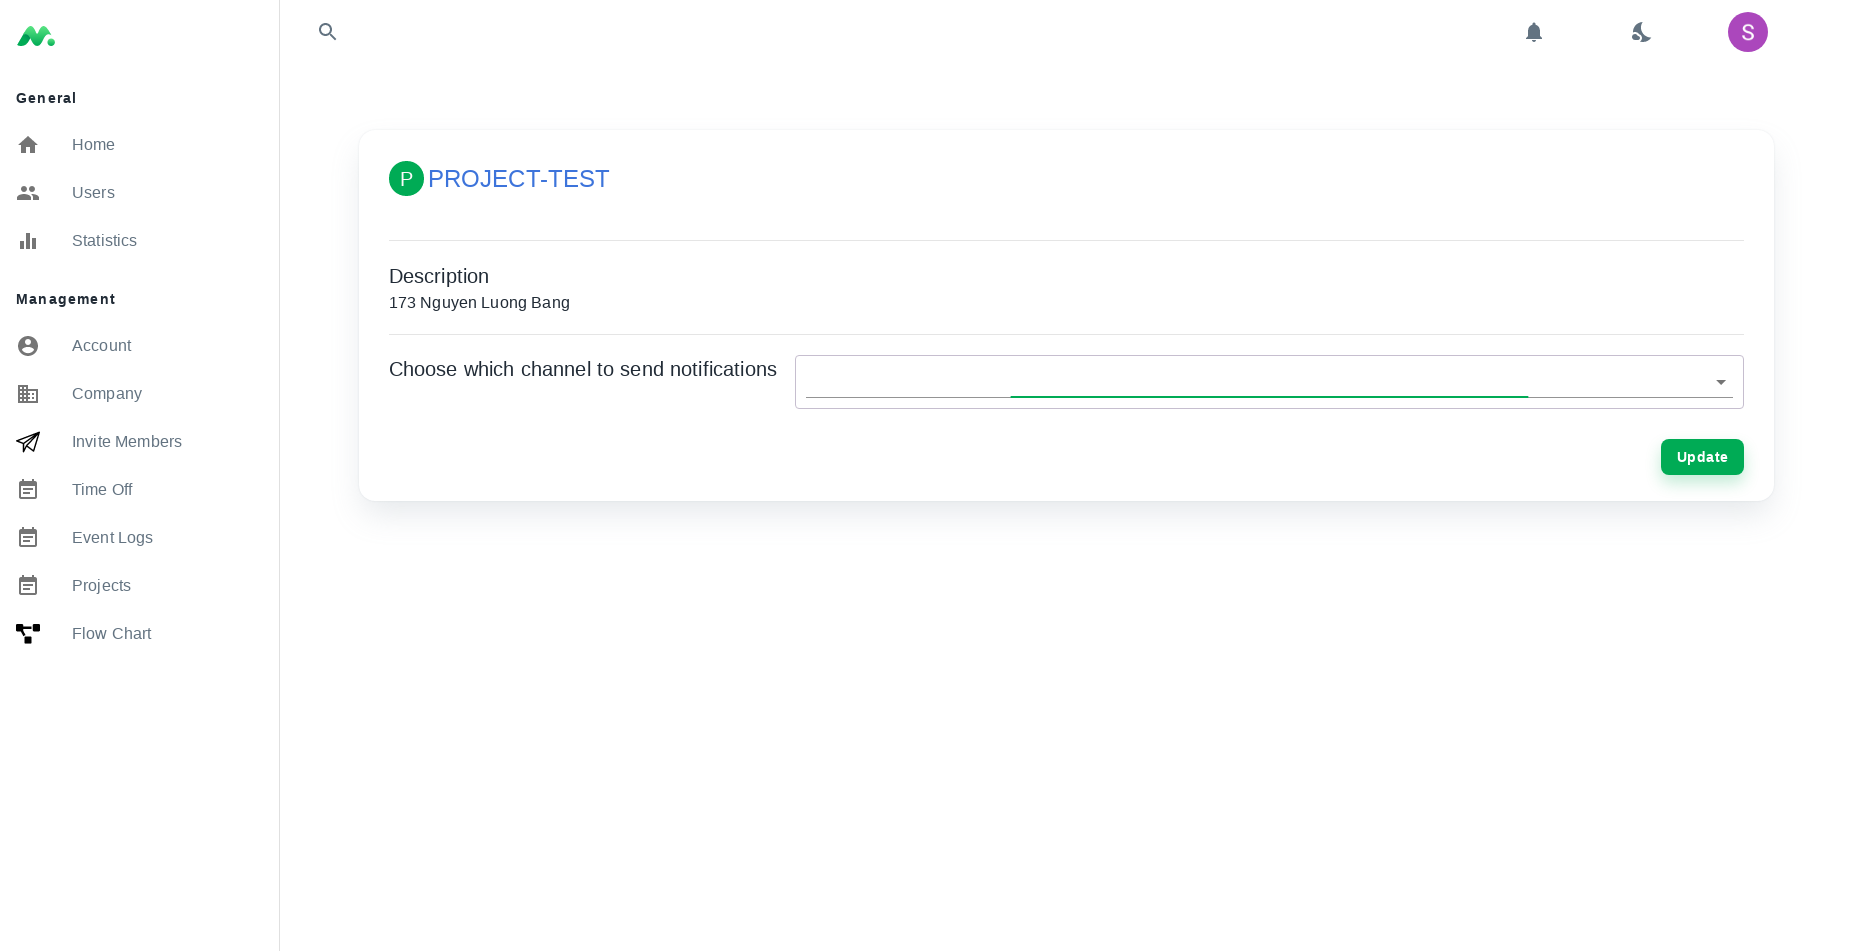 S
General
Home
Users
Statistics
Management
Account
Company
Invite Members
Time Off
Event Logs
Projects
Flow Chart
P PROJECT-TEST
Description
173 Nguyen Luong Bang
Choose which channel to send notifications
Update